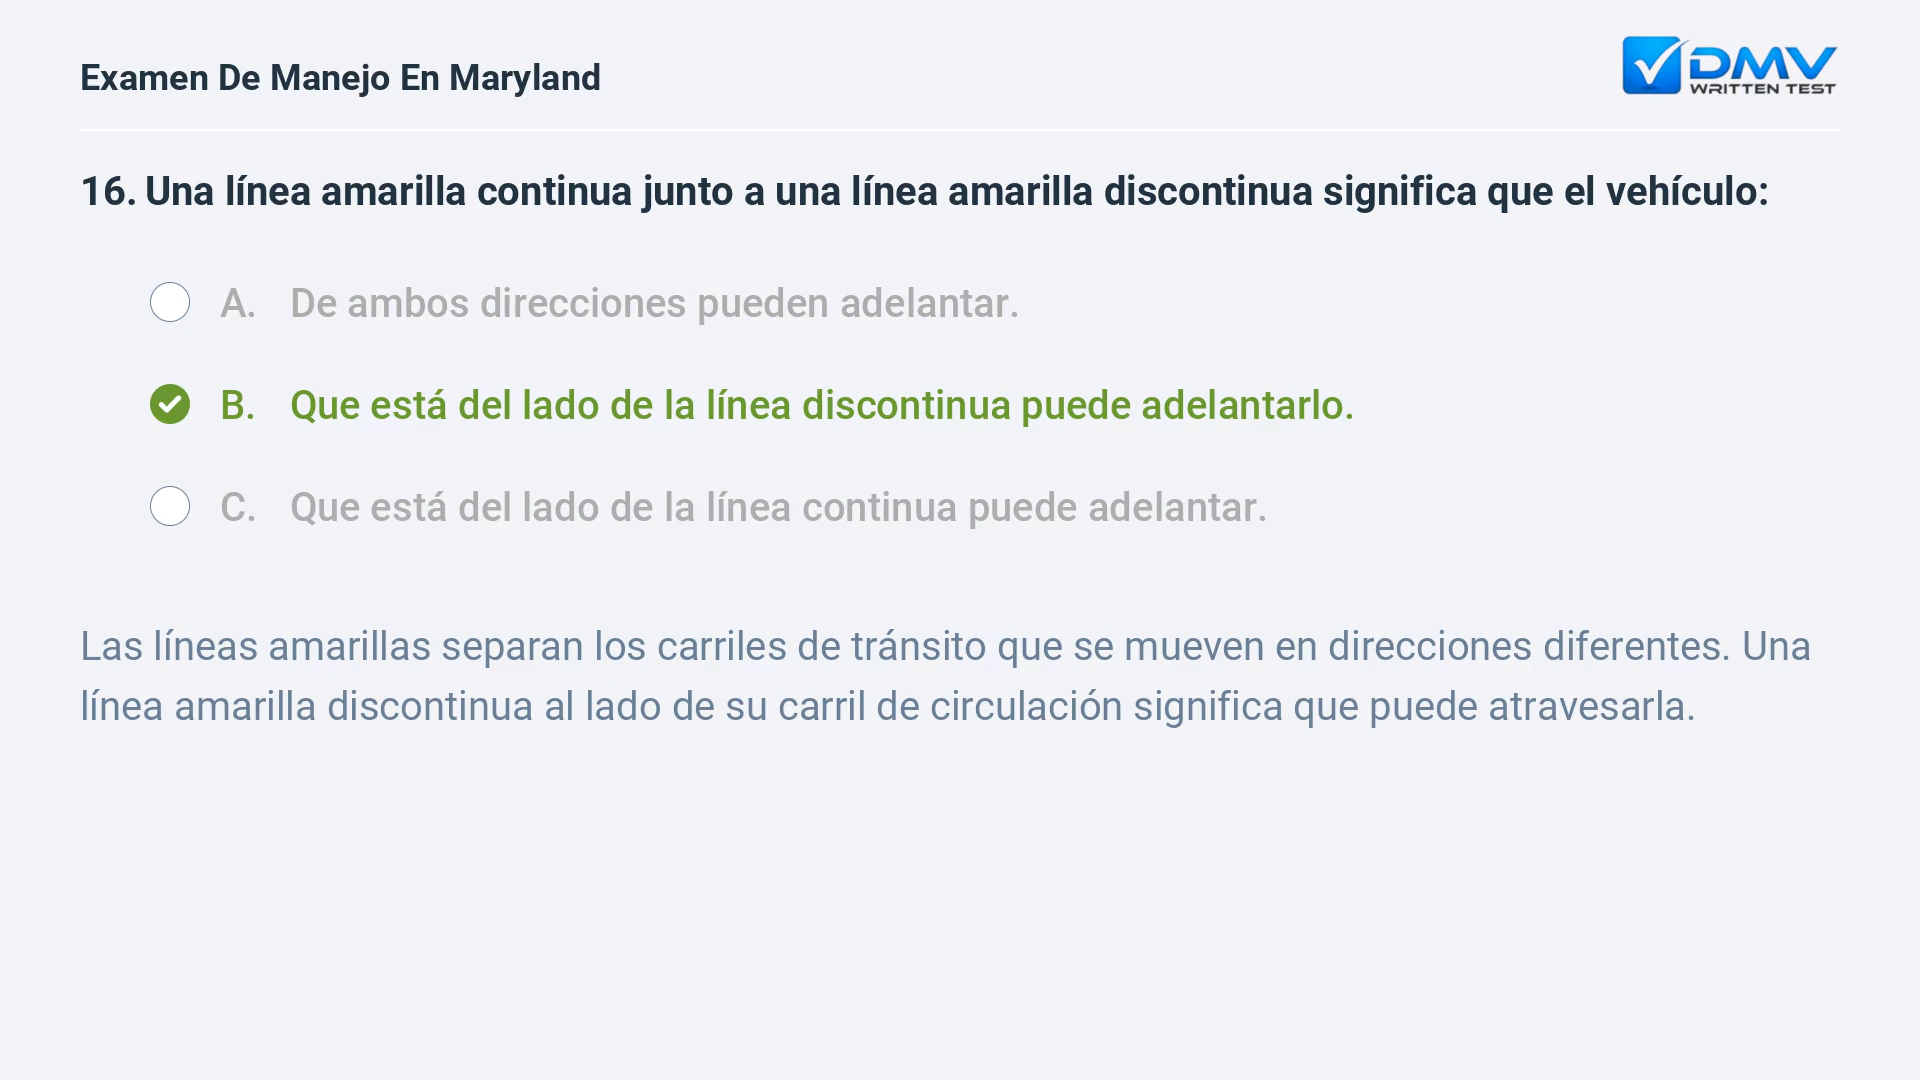 Examen De Manejo En Maryland
DMV
WRITTEN TEST
16. Una línea amarilla continua junto a una línea amarilla discontinua significa que el vehículo:
A. De ambos direcciones pueden adelantar.
B. Que está del lado de la línea discontinua puede adelantarlo.
C. Que está del lado de la línea continua puede adelantar.
Las líneas amarillas separan los carriles de tránsito que se mueven en direcciones diferentes. Una
línea amarilla discontinua al lado de su carril de circulación significa que puede atravesarla.